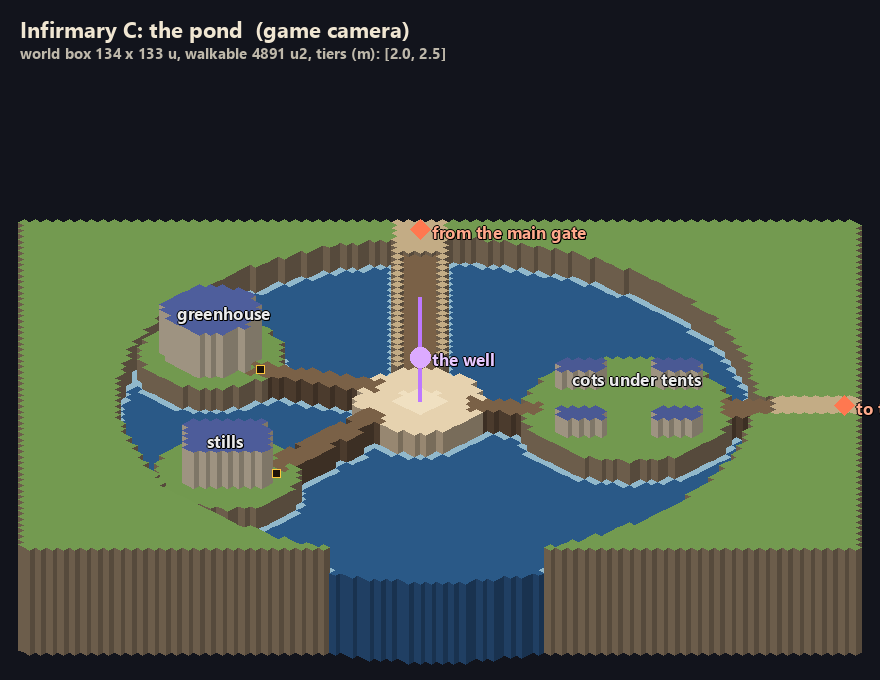 Infirmary C: the pond (game camera)
world box 134 x 133 u, walkable 4891 u2, tiers (m): [2.0, 2.5]
from the main gate
greenhouse
the well
cots under tents
to
stills